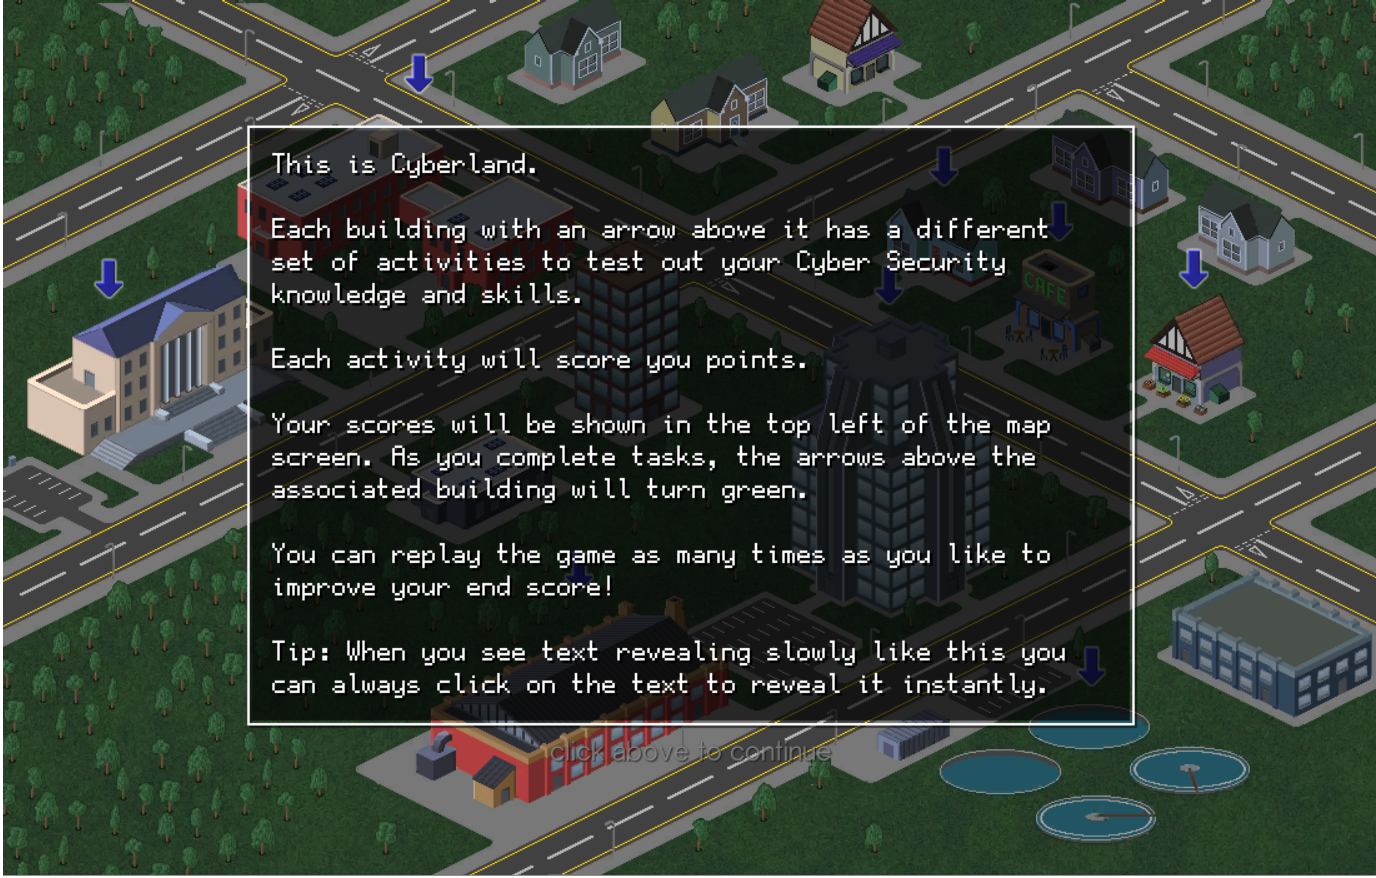 This is Cyberland.
Each building with an arrow above it has a different
set of activities to test out your Cyber Security
knowledge and skills.
Each activity will score you points.
Your scores will be shown in the top left of the map
screen. As you complete tasks, the arrows above the
associated building will turn green.
You can replay the game as many times as you like to
improve your end score!
Tip: When you see text revealing slowly like this you
can always click on the text to reveal it instantly.
click above to continue
CAFE